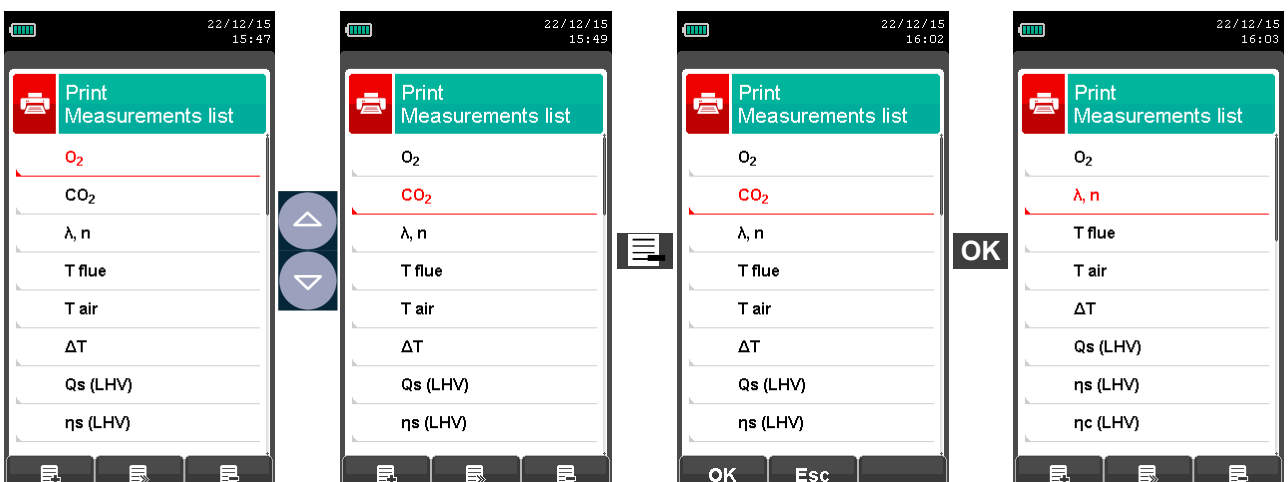 22/12/15
15:47
Print
Measurements list
O₂
CO₂
λ, n
T flue
T air
ΔT
Qs (LHV)
ηs (LHV)
22/12/15
15:49
Print
Measurements list
O₂
CO₂
λ, n
T flue
T air
ΔT
Qs (LHV)
ηs (LHV)
22/12/15
16:02
Print
Measurements list
O₂
CO₂
λ, n
T flue
T air
ΔT
Qs (LHV)
ηs (LHV)
OK Esc
OK
22/12/15
16:03
Print
Measurements list
O₂
λ, n
T flue
T air
ΔT
Qs (LHV)
ηs (LHV)
ηc (LHV)